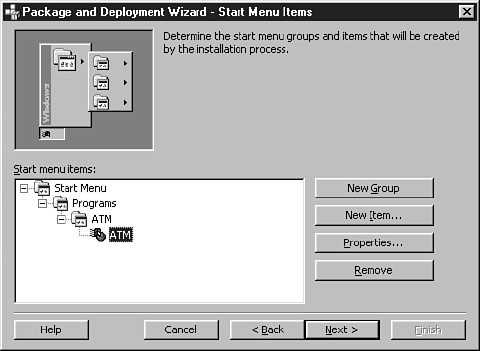 Package and Deployment Wizard - Start Menu Items
Determine the start menu groups and items that will be created
by the installation process.
Windows
Start menu items:
Start Menu
Programs
ATM
ATM
New Group
New Item...
Properties...
Remove
Help
Cancel
< Back
Next >
Finish